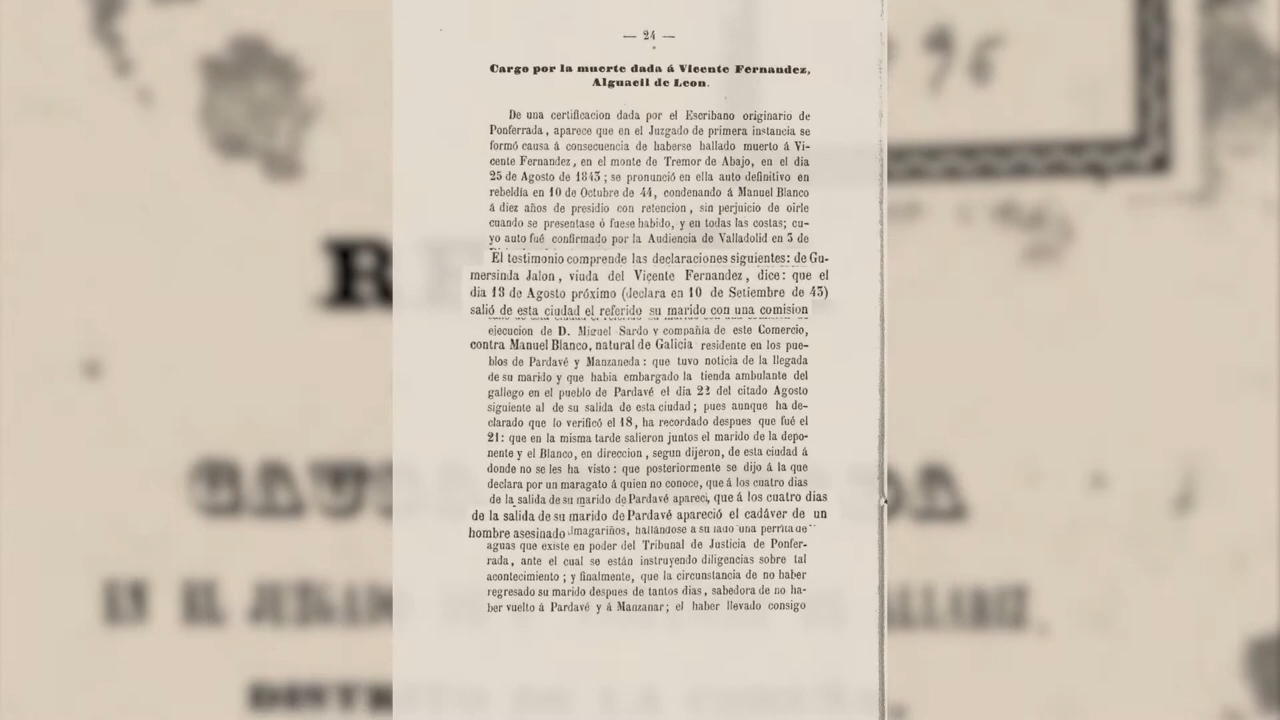 — 24 —
Cargo por la muerte dada á Vicente Fernandez,
Alguacil de Leon.
De una certificacion dada por el Escribano originario de
Ponferrada, aparece que en el Juzgado de primera instancia se
formó causa á consecuencia de haberse hallado muerto á Vi-
cente Fernandez, en el monte de Tremor de Abajo, en el dia
25 de Agosto de 1843; se pronunció en ella auto definitivo en
rebeldía en 10 de Octubre de 44, condenando á Manuel Blanco
á diez años de presidio con retencion, sin perjuicio de oirle
cuando se presentase ó fuese habido, y en todas las costas; cu-
yo auto fué confirmado por la Audiencia de Valladolid en 3 de
El testimonio comprende las declaraciones siguientes: de Gu-
mersinda Jalon, viuda del Vicente Fernandez, dice: que el
dia 18 de Agosto próximo (declara en 10 de Setiembre de 43)
salió de esta ciudad el referido su marido con una comision
ejecucion de D. Miguel Sardo y compañía de este Comercio,
contra Manuel Blanco, natural de Galicia residente en los pue-
blos de Pardavé y Manzaneda: que tuvo noticia de la llegada
de su marido y que habia embargado la tienda ambulante del
gallego en el pueblo de Pardavé el dia 22 del citado Agosto
siguiente al de su salida de esta ciudad; pues aunque ha de-
clarado que lo verificó el 18, ha recordado despues que fué el
21: que en la misma tarde salieron juntos el marido de la depo-
nente y el Blanco, en direccion, segun dijeron, de esta ciudad á
donde no se les ha visto: que posteriormente se dijo á la que
declara por un maragato á quien no conoce, que á los cuatro dias
de la salida de su marido de Pardavé apareci, que á los cuatro dias
de la salida de su marido de Pardavé apareció el cadáver de un
hombre asesinado lmagariños, hallándose a su lado una perrita de
aguas que existe en poder del Tribunal de Justicia de Ponfer-
rada, ante el cual se están instruyendo diligencias sobre tal
acontecimiento; y finalmente, que la circunstancia de no haber
regresado su marido despues de tantos dias, sabedora de no ha-
ber vuelto á Pardavé y á Manzanar; el haber llevado consigo
96